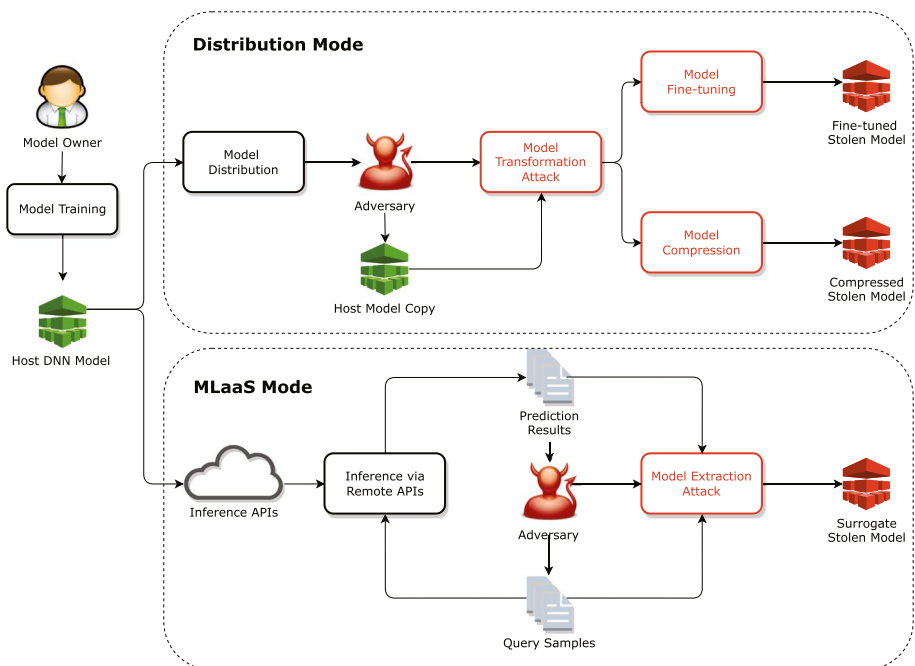 Distribution Mode
Model Owner
Model Training
Host DNN Model
Model
Distribution
Adversary
Host Model Copy
Model
Transformation
Attack
Model
Fine-tuning
Fine-tuned
Stolen Model
Model
Compression
Compressed
Stolen Model
MLaaS Mode
Inference APIs
Inference via
Remote APIs
Prediction
Results
Adversary
Query Samples
Model Extraction
Attack
Surrogate
Stolen Model